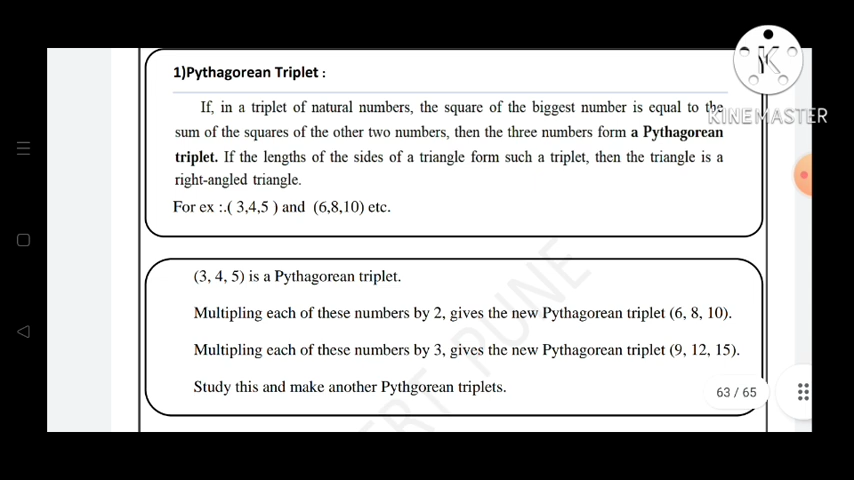 1)Pythagorean Triplet :
If, in a triplet of natural numbers, the square of the biggest number is equal to the
sum of the squares of the other two numbers, then the three numbers form a Pythagorean
triplet. If the lengths of the sides of a triangle form such a triplet, then the triangle is a
right-angled triangle.
For ex :.( 3,4,5 ) and (6,8,10) etc.
(3, 4, 5) is a Pythagorean triplet.
Multipling each of these numbers by 2, gives the new Pythagorean triplet (6, 8, 10).
Multipling each of these numbers by 3, gives the new Pythagorean triplet (9, 12, 15).
Study this and make another Pythgorean triplets.
63 / 65
K
KINEMASTER
ERT PUNE